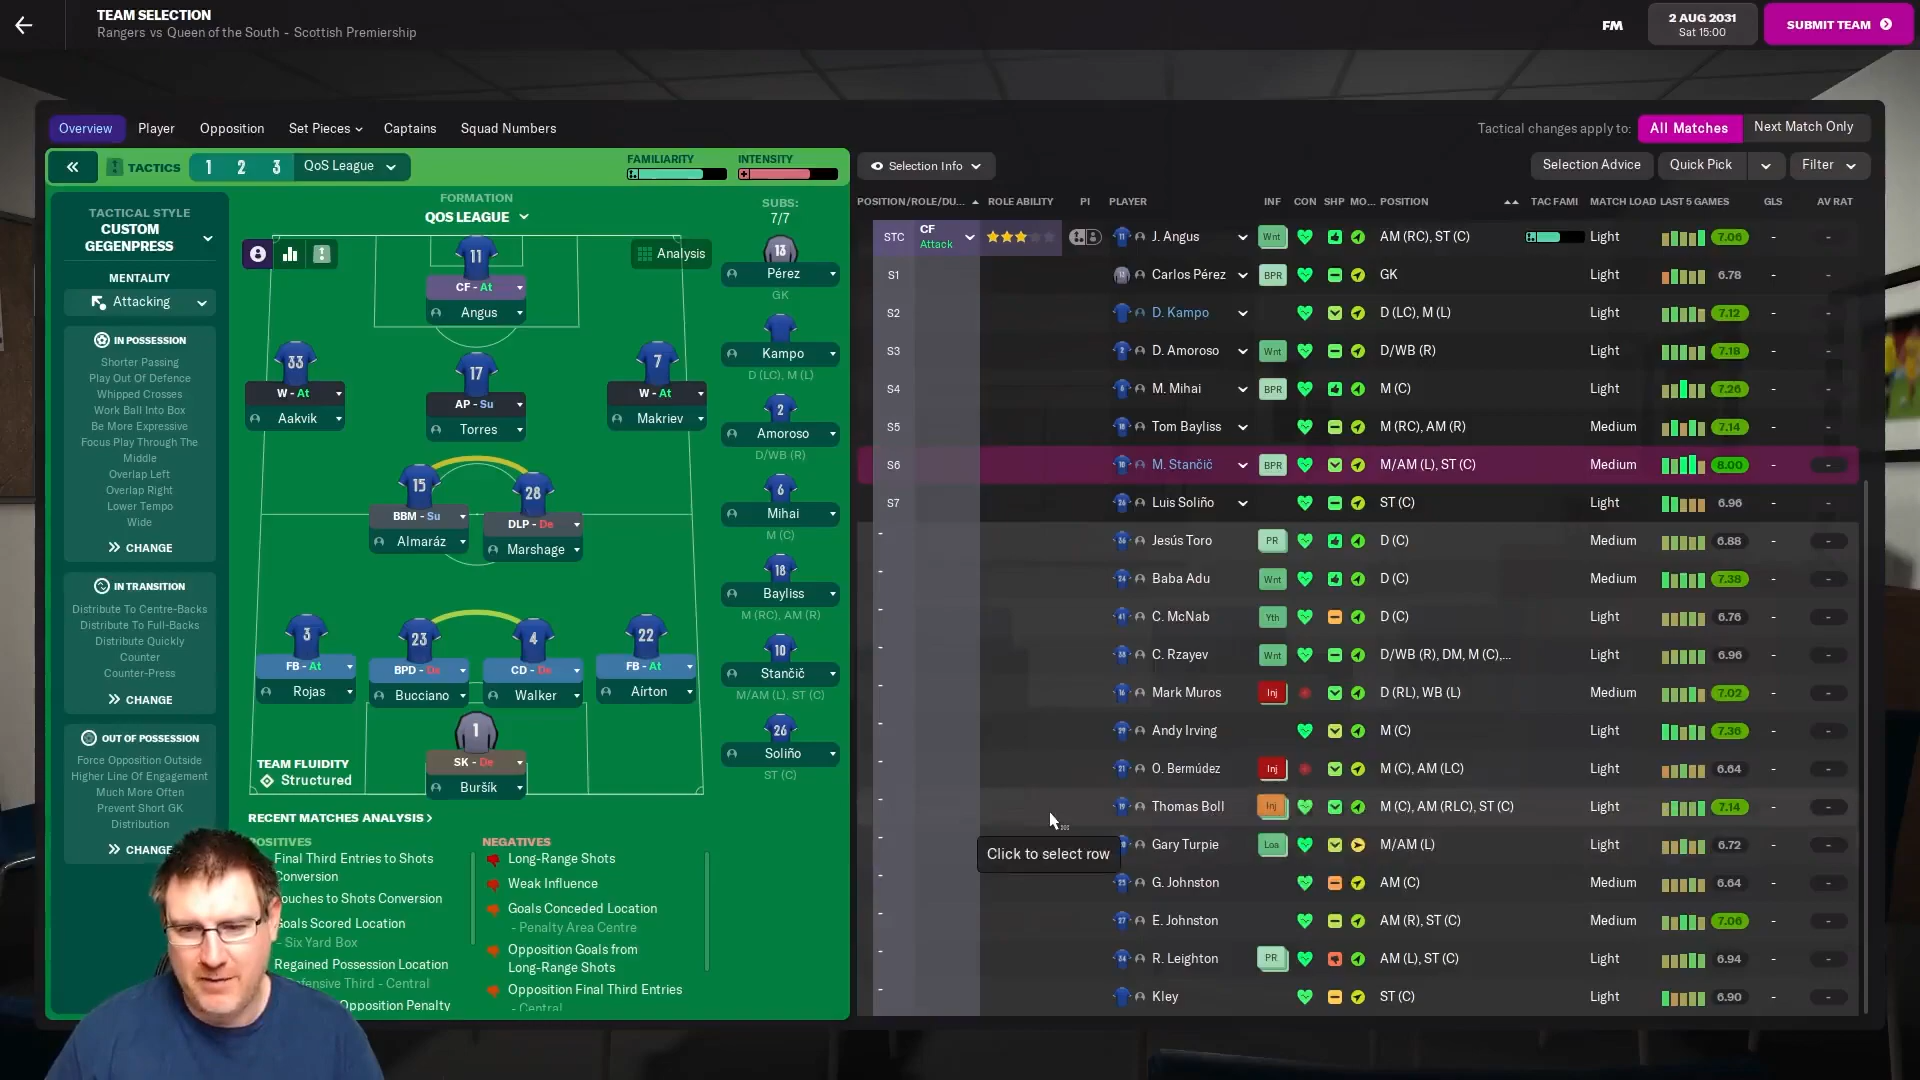 TEAM SELECTION
Rangers vs Queen of the South - Scottish Premiership
FM
2 AUG 2031
Sat 15:00
SUBMIT TEAM
Overview Player Opposition Set Pieces Captains Squad Numbers
Tactical changes apply to: All Matches Next Match Only
TACTICS 1 2 3 QoS League
FAMILIARITY INTENSITY
Selection Info
Selection Advice Quick Pick Filter
TACTICAL STYLE
CUSTOM
GEGENPRESS
MENTALITY
Attacking
IN POSSESSION
Shorter Passing
Play Out Of Defence
Whipped Crosses
Work Ball Into Box
Be More Expressive
Focus Play Through The
Middle
Overlap Left
Overlap Right
Lower Tempo
Wide
CHANGE
IN TRANSITION
Distribute To Centre-Backs
Distribute To Full-Backs
Distribute Quickly
Counter
Counter-Press
CHANGE
OUT OF POSSESSION
Force Opposition Outside
Higher Line Of Engagement
Much More Often
Prevent Short GK
Distribution
CHANGE
FORMATION
QOS LEAGUE
Analysis
11
CF - At
Angus
33
W - At
Aakvik
17
AP - Su
Torres
7
W - At
Makriev
15
BBM - Su
Almaráz
28
DLP - De
Marshage
3
FB - At
Rojas
23
BPD - De
Bucciano
4
CD - De
Walker
22
FB - At
Aírton
1
SK - De
Buršík
TEAM FLUIDITY
Structured
SUBS:
7/7
13
Pérez
GK
Kampo
D (LC), M (L)
2
Amoroso
D/WB (R)
6
Mihai
M (C)
18
Bayliss
M (RC), AM (R)
10
Stančič
M/AM (L), ST (C)
26
Soliño
ST (C)
RECENT MATCHES ANALYSIS >
POSITIVES
Final Third Entries to Shots
Conversion
Touches to Shots Conversion
Goals Scored Location
- Six Yard Box
Regained Possession Location
Defensive Third - Central
Opposition Penalty
NEGATIVES
Long-Range Shots
Weak Influence
Goals Conceded Location
- Penalty Area Centre
Opposition Goals from
Long-Range Shots
Opposition Final Third Entries
- Central
POSITION/ROLE/DU... ROLE ABILITY PI PLAYER INF CON SHP MO... POSITION TAC FAMI MATCH LOAD LAST 5 GAMES GLS AV RAT
STC CF Attack 11 J. Angus Wnt AM (RC), ST (C) Light 7.06 -
S1 Carlos Pérez BPR GK Light 6.78 - -
S2 D. Kampo D (LC), M (L) Light 7.12 - -
S3 D. Amoroso Wnt D/WB (R) Light 7.18 - -
S4 M. Mihai BPR M (C) Light 7.26 - -
S5 Tom Bayliss M (RC), AM (R) Medium 7.14 - -
S6 M. Stančič BPR M/AM (L), ST (C) Medium 8.00 - -
S7 Luis Soliño ST (C) Light 6.96 - -
- Jesús Toro PR D (C) Medium 6.88 - -
- Baba Adu Wnt D (C) Medium 7.38 - -
- C. McNab Yth D (C) Light 6.76 - -
- C. Rzayev Wnt D/WB (R), DM, M (C),... Light 6.96 - -
- Mark Muros Inj D (RL), WB (L) Medium 7.02 - -
- Andy Irving M (C) Light 7.36 - -
- O. Bermúdez Inj M (C), AM (LC) Light 6.64 - -
- Thomas Boll Inj M (C), AM (RLC), ST (C) Light 7.14 - -
- Gary Turpie Loa M/AM (L) Light 6.72 - -
- G. Johnston AM (C) Medium 6.64 - -
- E. Johnston AM (R), ST (C) Medium 7.06 - -
- R. Leighton PR AM (L), ST (C) Light 6.94 - -
- Kley ST (C) Light 6.90 - -
Click to select row